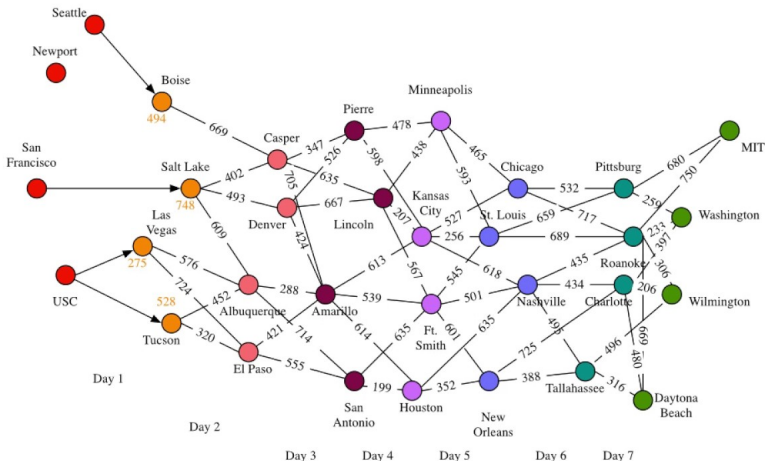 Seattle
Newport
Boise
494
669
San
Francisco
Salt Lake
748
Las
Vegas
275
USC
528
Tucson
Day 1
Casper
402
493
609
Denver
576
724
452
320
Albuquerque
El Paso
Day 2
Pierre
347
526
705
635
667
424
Lincoln
288
421
714
555
Amarillo
San
Antonio
Day 3
Minneapolis
478
598
438
207
Kansas
City
613
567
539
614
635
199
Ft.
Smith
Houston
Day 4
465
593
Chicago
527
256
St. Louis
618
545
501
601
635
352
Nashville
New
Orleans
Day 5
532
717
Pittsburg
659
689
435
434
495
725
388
Roanoke
Charlotte
Tallahassee
Day 6
680
750
MIT
259
Washington
233
397
306
206
Wilmington
669
480
496
316
Daytona
Beach
Day 7